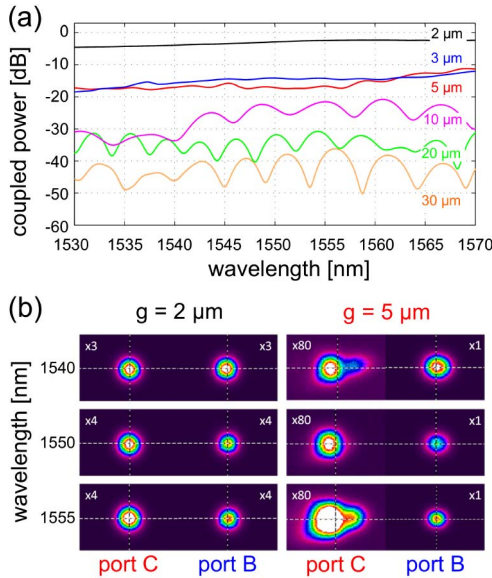 (a)
coupled power [dB]
0
-10
-20
-30
-40
-50
-60
2 µm
3 µm
5 µm
10 µm
20 µm
30 µm
1530 1535 1540 1545 1550 1555 1560 1565 1570
wavelength [nm]
(b)
g = 2 µm g = 5 µm
wavelength [nm]
1540
x3 x3 x80 x1
1550
x4 x4 x80 x1
1555
x4 x4 x80 x1
port C port B port C port B